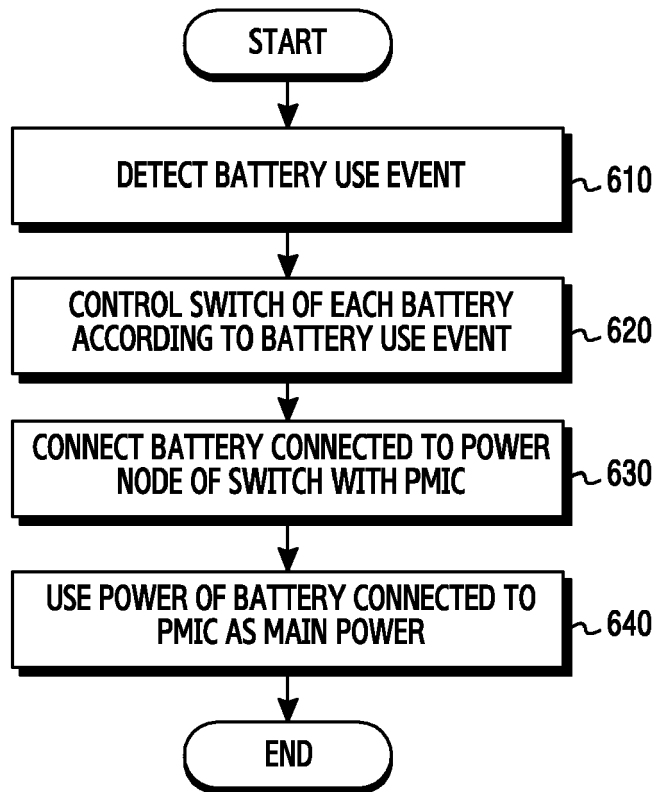 START
DETECT BATTERY USE EVENT
610
CONTROL SWITCH OF EACH BATTERY
ACCORDING TO BATTERY USE EVENT
620
CONNECT BATTERY CONNECTED TO POWER
NODE OF SWITCH WITH PMIC
630
USE POWER OF BATTERY CONNECTED TO
PMIC AS MAIN POWER
640
END